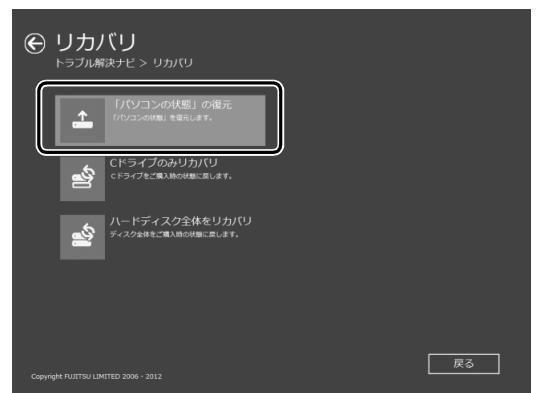 リカバリ
トラブル解決ナビ > リカバリ
「パソコンの状態」の復元
「パソコンの状態」を復元します。
Cドライブのみリカバリ
Cドライブをご購入時の状態に戻します。
ハードディスク全体をリカバリ
ディスク全体をご購入時の状態に戻します。
戻る
Copyright FUJITSU LIMITED 2006 - 2012